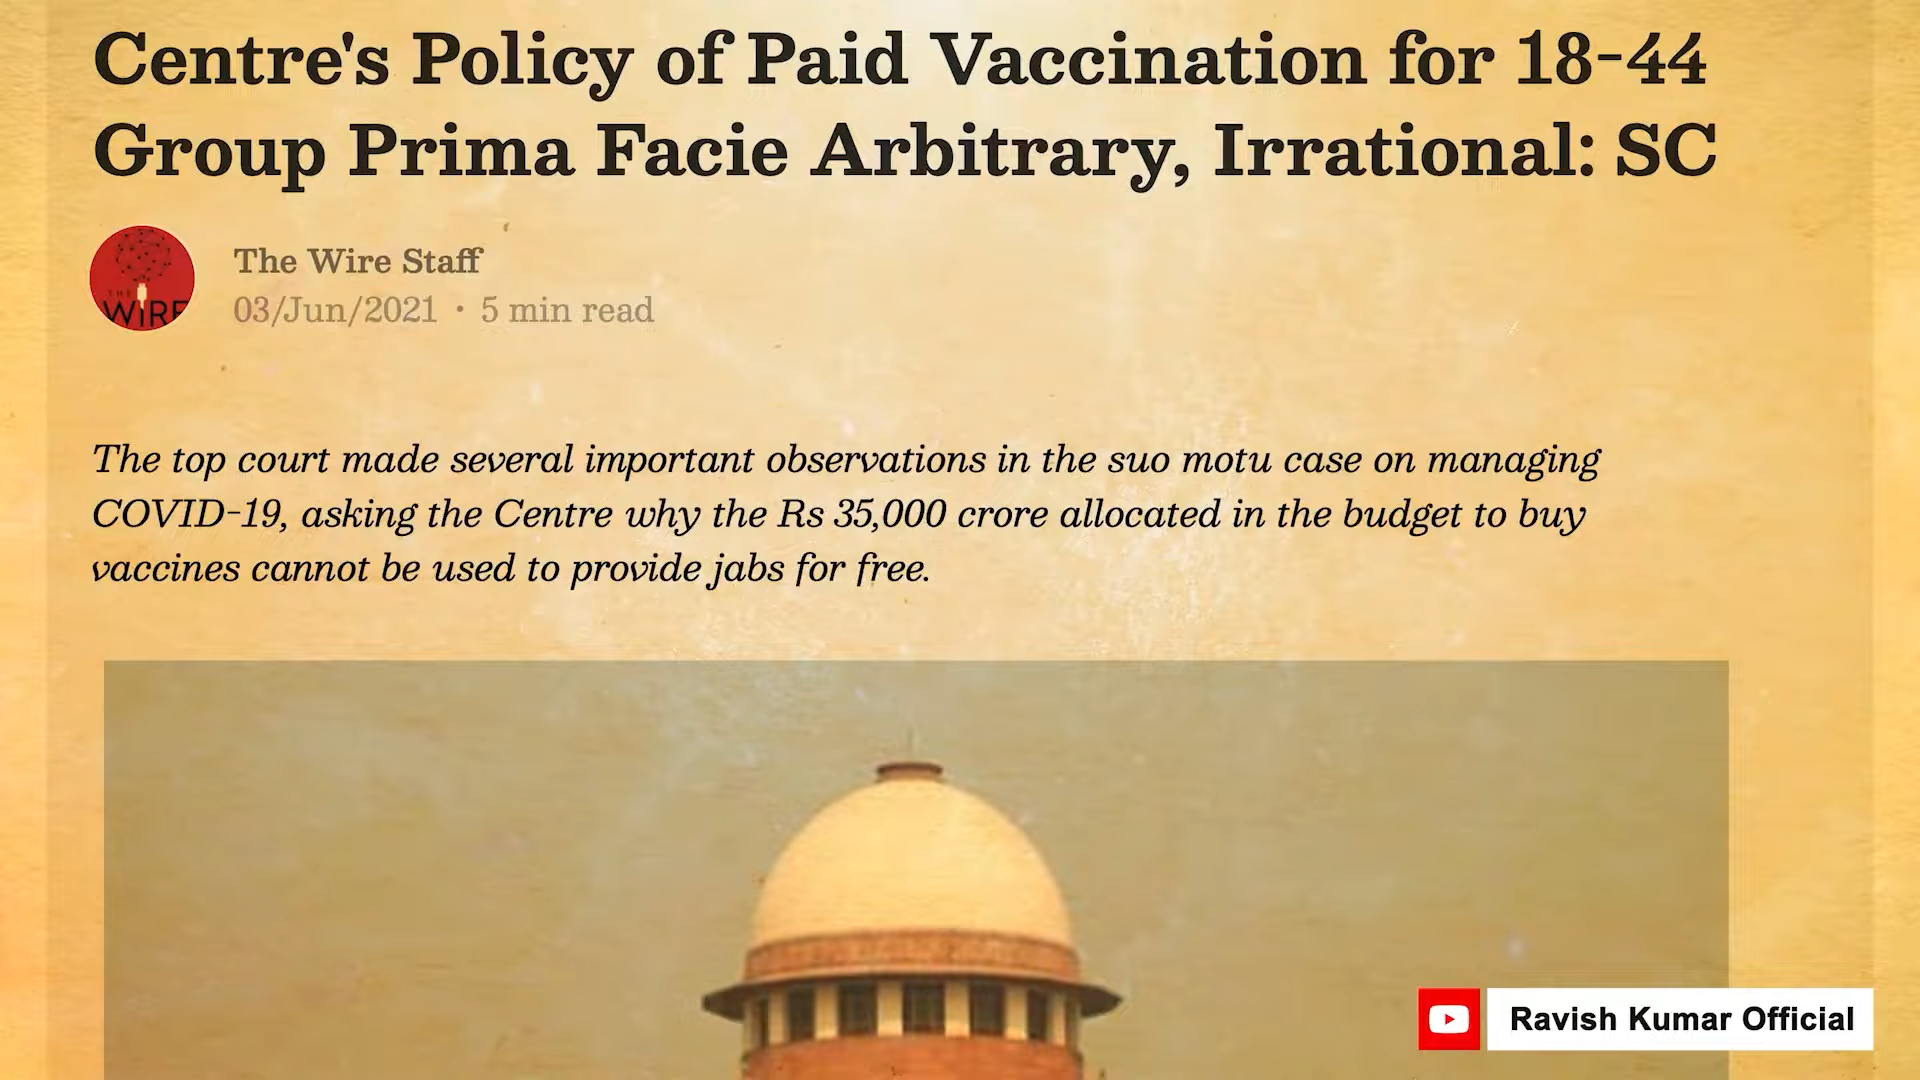 Centre's Policy of Paid Vaccination for 18-44
Group Prima Facie Arbitrary, Irrational: SC
THE
WIRE
The Wire Staff
03/Jun/2021 • 5 min read
The top court made several important observations in the suo motu case on managing
COVID-19, asking the Centre why the Rs 35,000 crore allocated in the budget to buy
vaccines cannot be used to provide jabs for free.
Ravish Kumar Official